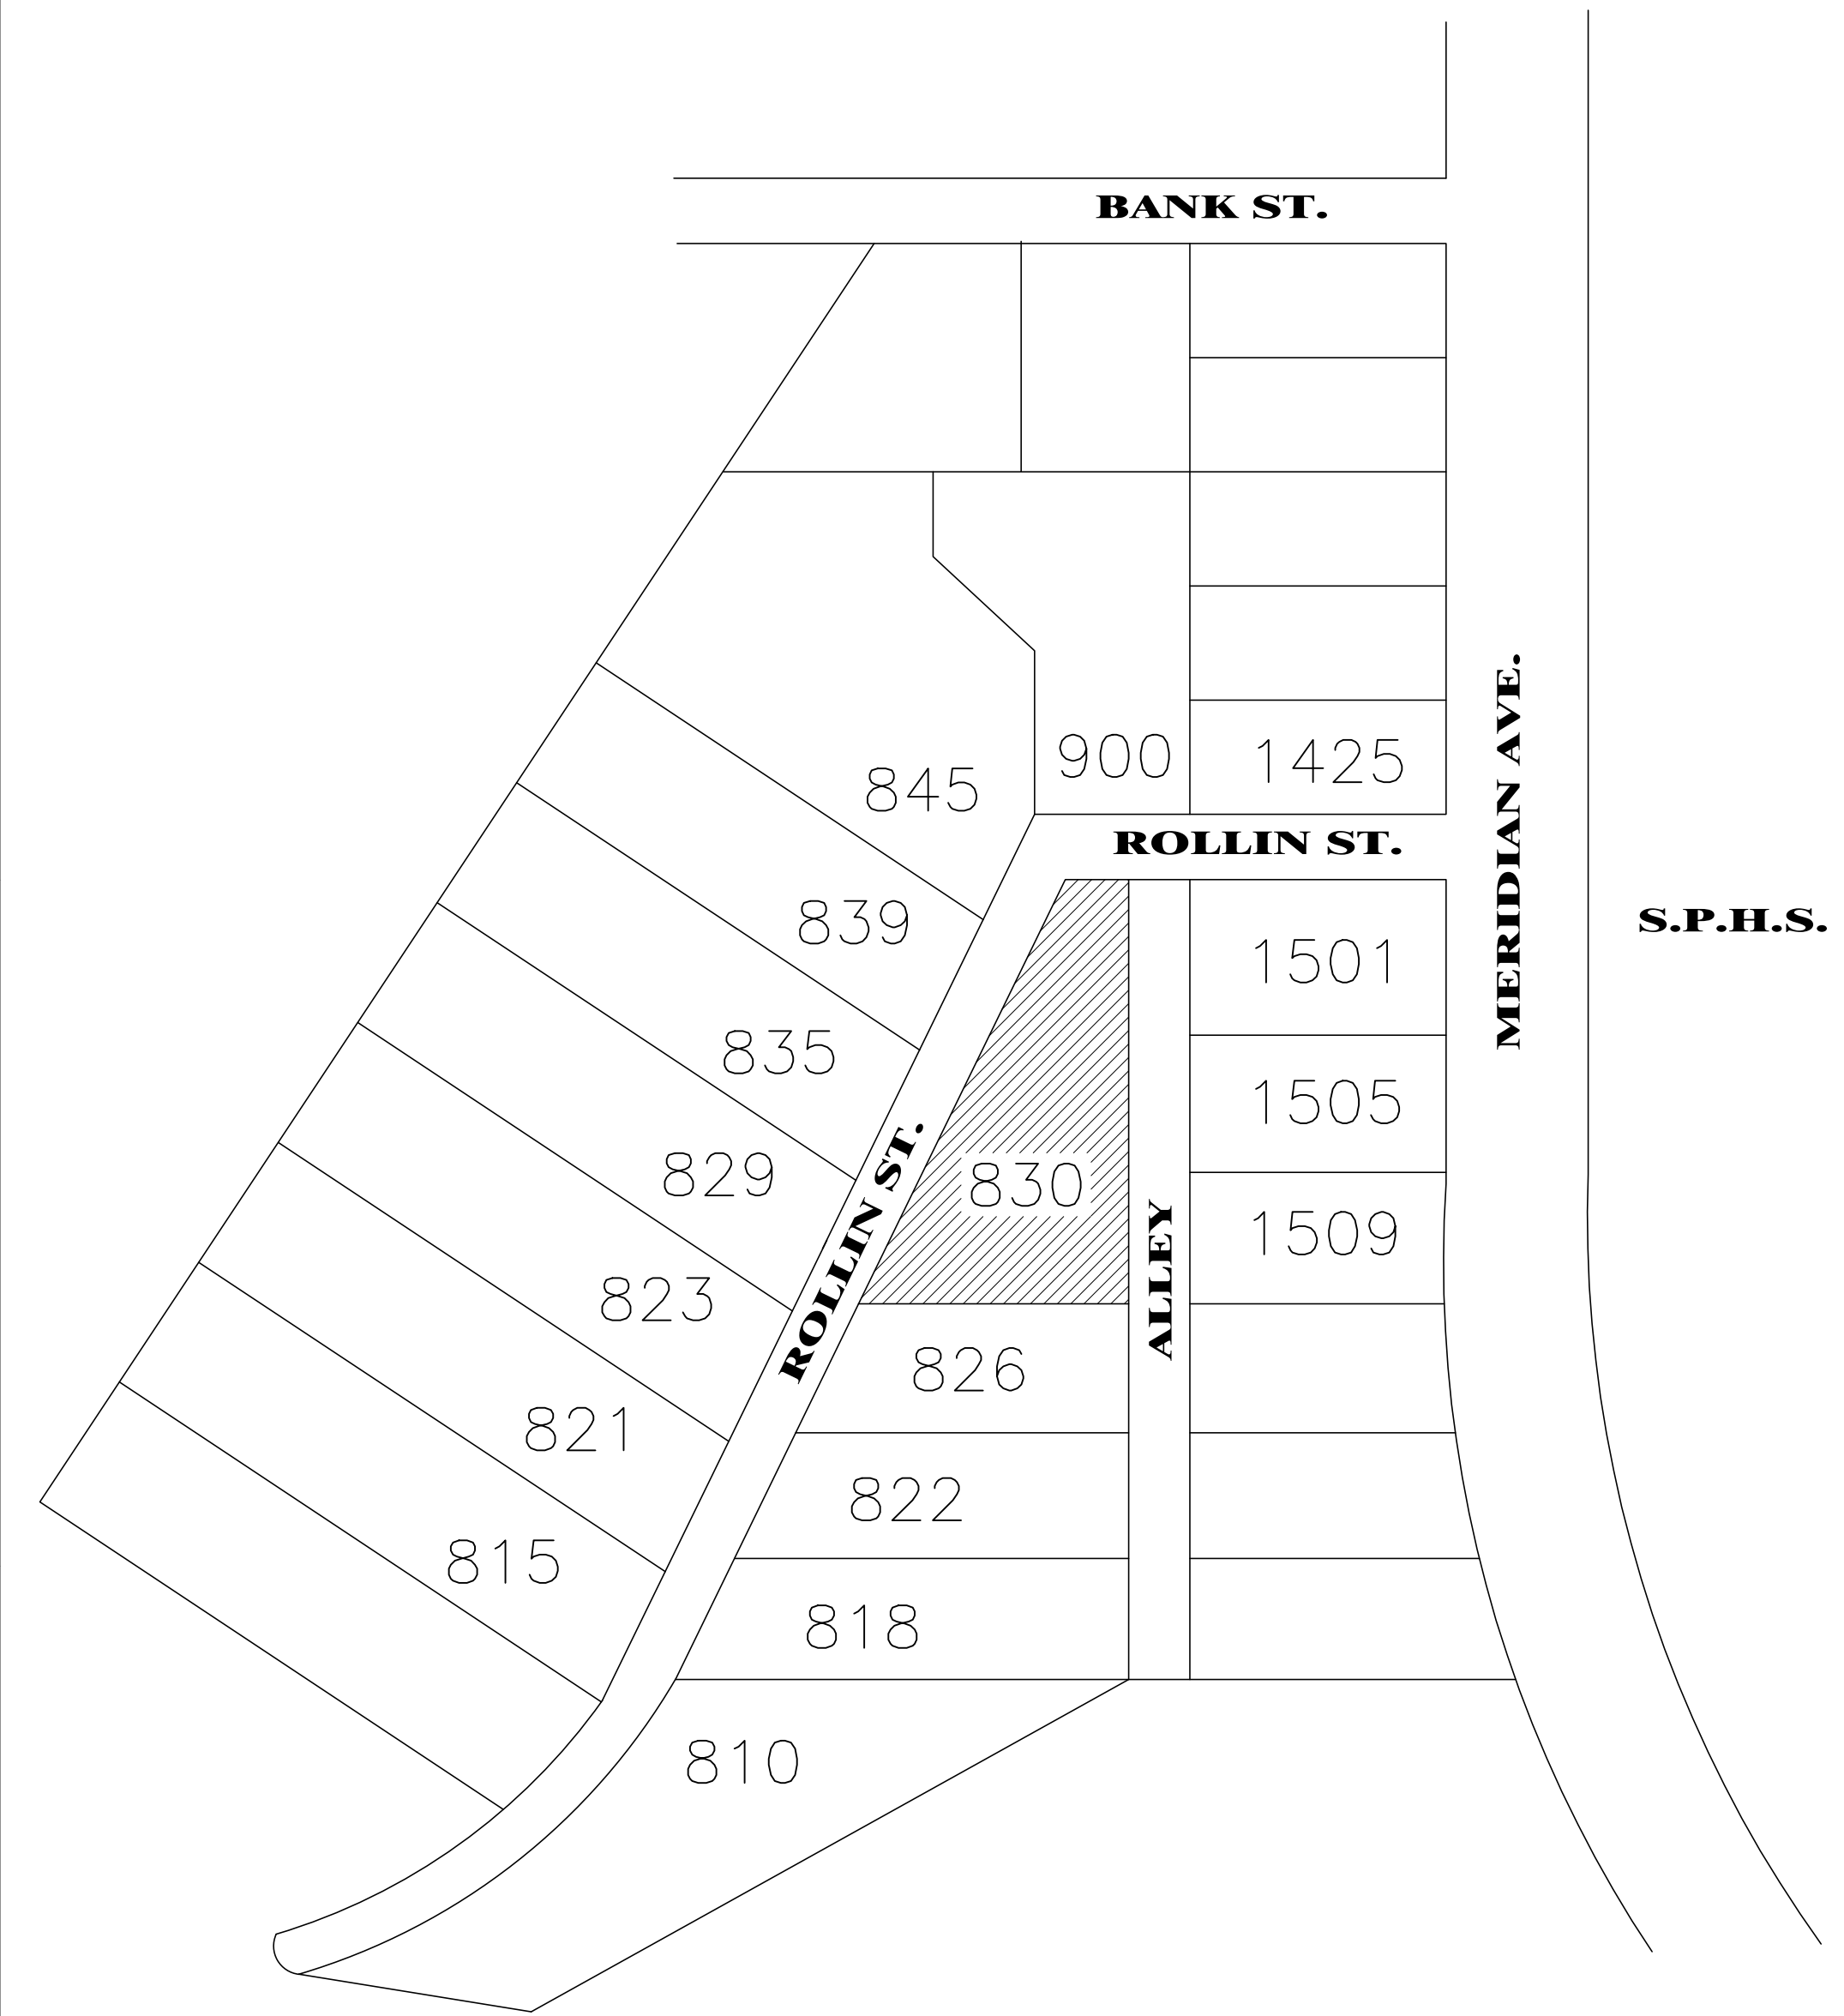 BANK ST.
900
1425
845
ROLLIN ST.
MERIDIAN AVE.
S.P.H.S.
839
1501
835
1505
829
830
ROLLIN ST.
ALLEY
1509
823
826
821
822
815
818
810